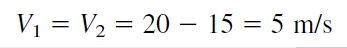 V₁ = V₂ = 20 − 15 = 5 m/s